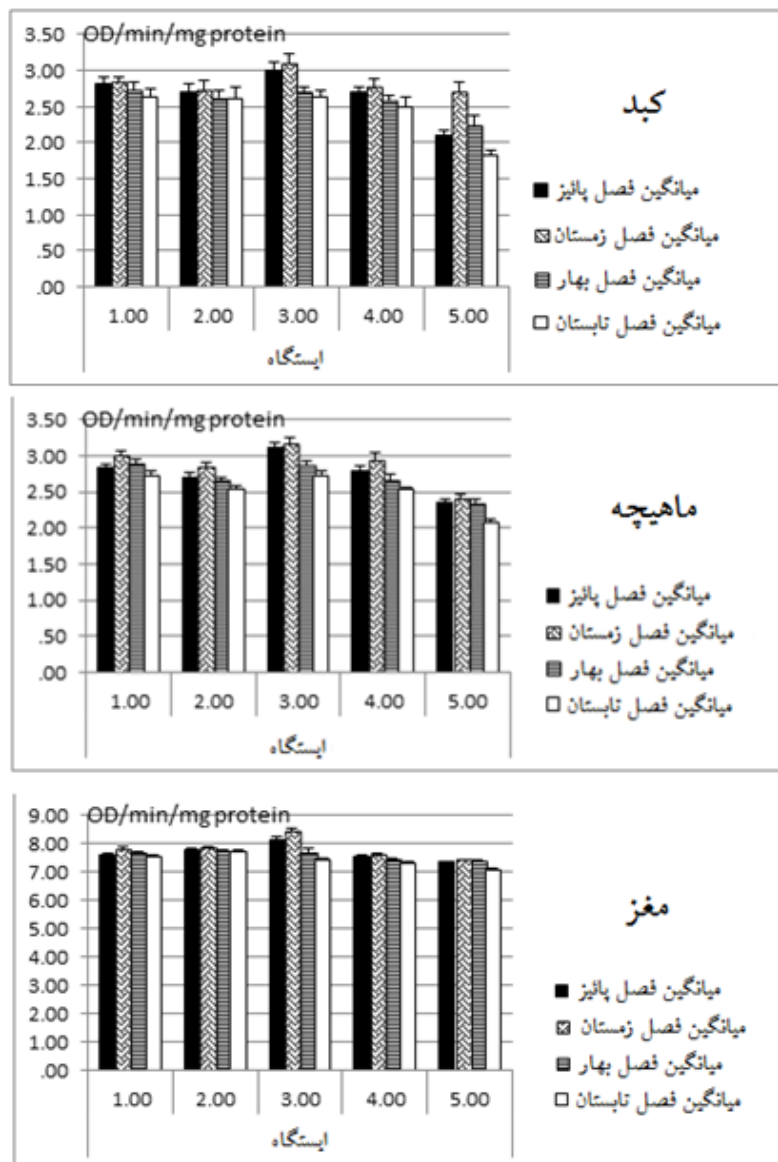 OD/min/mg protein
3.50
3.00
2.50
2.00
1.50
1.00
.50
.00
1.00 2.00 3.00 4.00 5.00
ایستگاه
کبد
میانگین فصل پائیز
میانگین فصل زمستان
میانگین فصل بهار
میانگین فصل تابستان
OD/min/mg protein
3.50
3.00
2.50
2.00
1.50
1.00
.50
.00
1.00 2.00 3.00 4.00 5.00
ایستگاه
ماهیچه
میانگین فصل پائیز
میانگین فصل زمستان
میانگین فصل بهار
میانگین فصل تابستان
OD/min/mg protein
9.00
8.00
7.00
6.00
5.00
4.00
3.00
2.00
1.00
.00
1.00 2.00 3.00 4.00 5.00
ایستگاه
مغز
میانگین فصل پائیز
میانگین فصل زمستان
میانگین فصل بهار
میانگین فصل تابستان